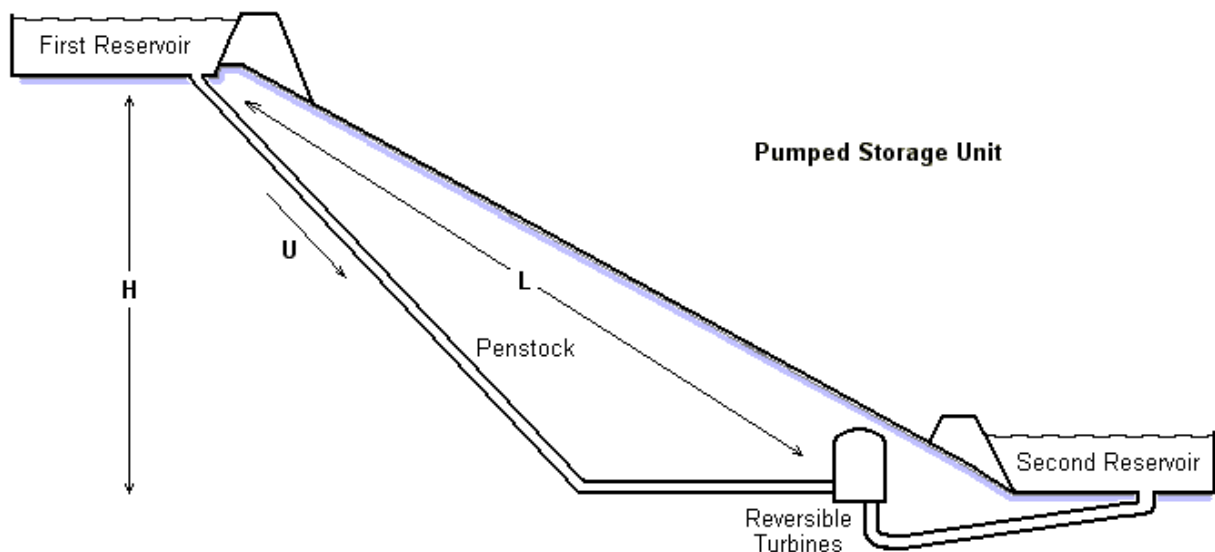 First Reservoir
Pumped Storage Unit
U
H
L
Penstock
Second Reservoir
Reversible
Turbines